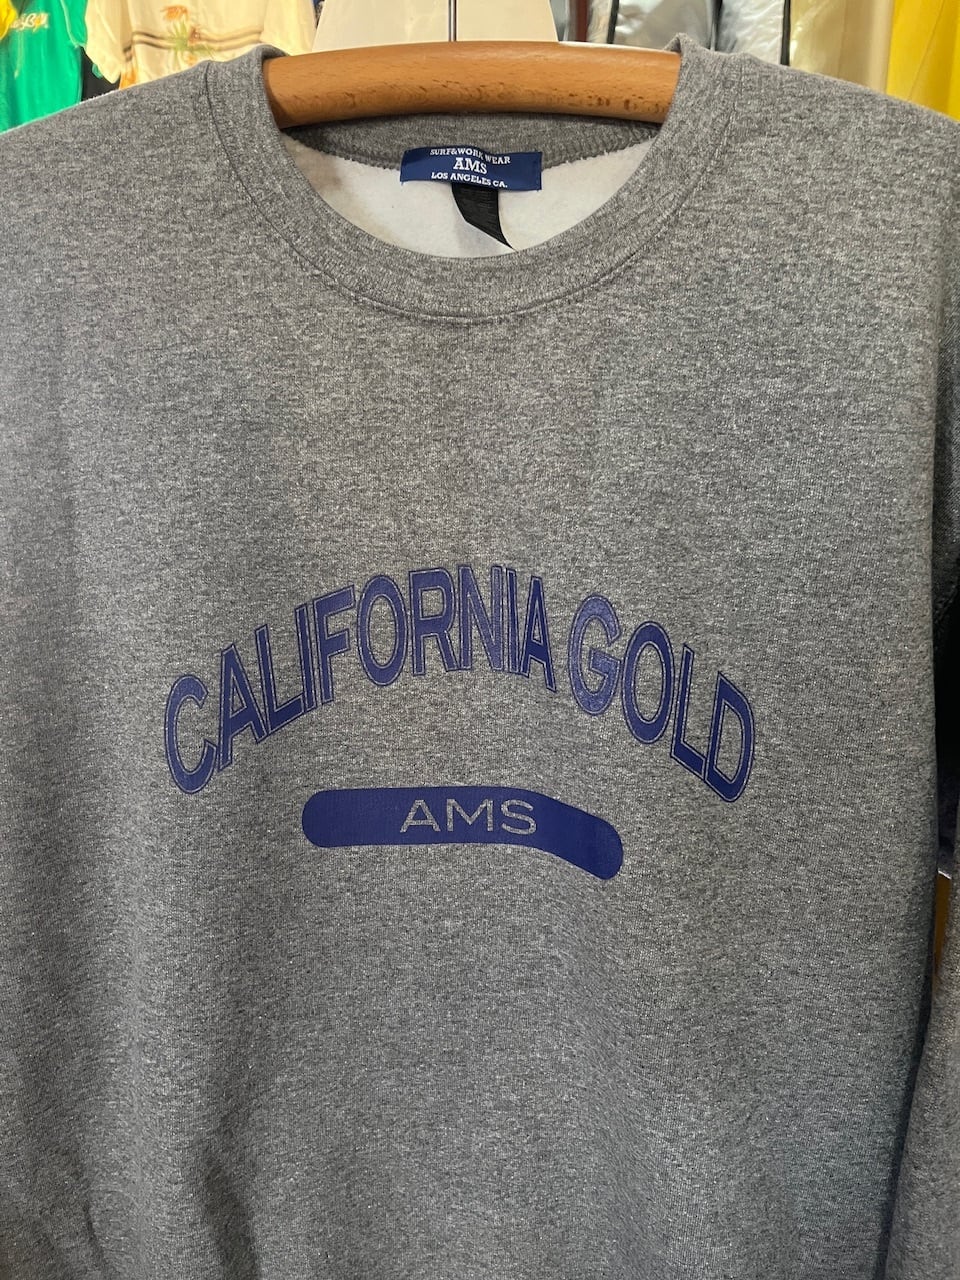 SURF&WORK WEAR
AMS
LOS ANGELES CA.
CALIFORNIA GOLD
AMS